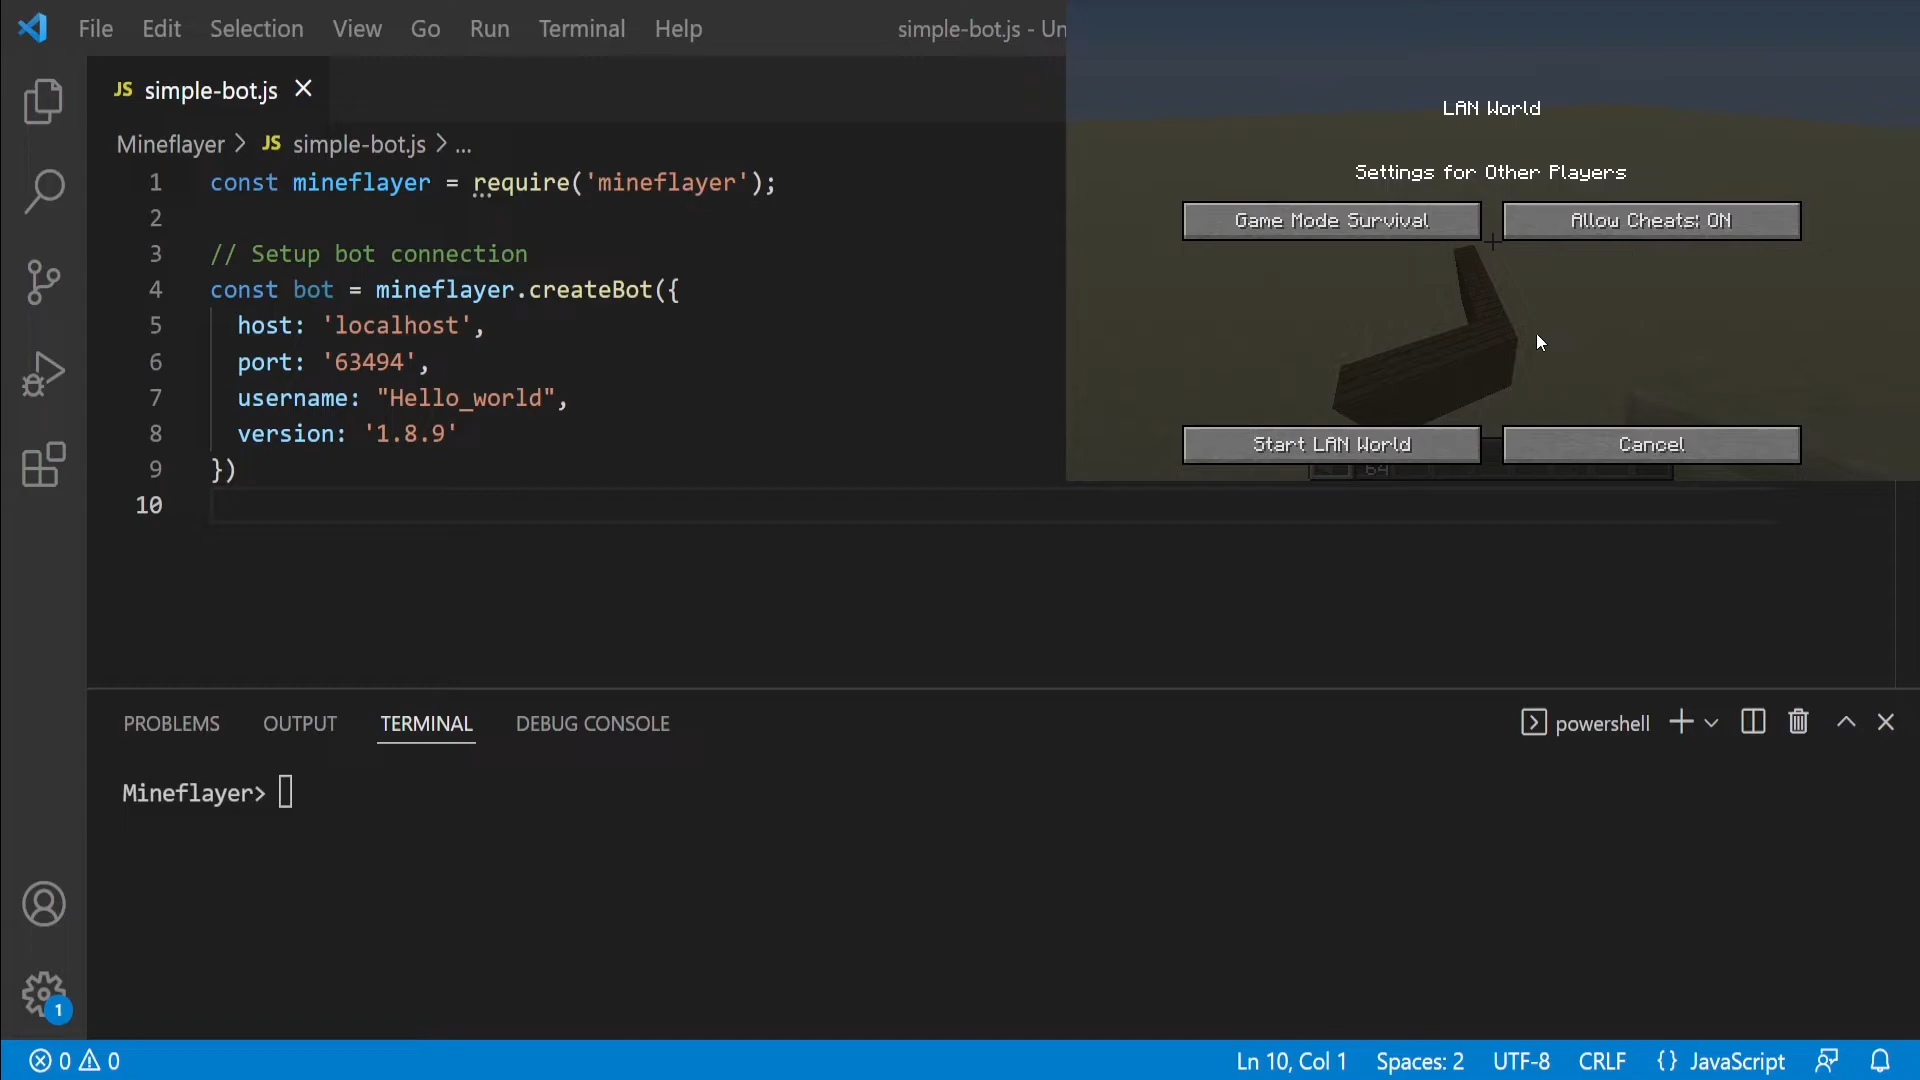 File Edit Selection View Go Run Terminal Help simple-bot.js - Un
JS simple-bot.js
Mineflayer > JS simple-bot.js > ...
1 const mineflayer = require('mineflayer');
2
3 // Setup bot connection
4 const bot = mineflayer.createBot({
5 host: 'localhost',
6 port: '63494',
7 username: "Hello_world",
8 version: '1.8.9'
9 })
10
LAN World
Settings for Other Players
Game Mode Survival Allow Cheats: ON
Start LAN World Cancel
64
PROBLEMS OUTPUT TERMINAL DEBUG CONSOLE powershell
Mineflayer>
1
0 0 Ln 10, Col 1 Spaces: 2 UTF-8 CRLF {} JavaScript